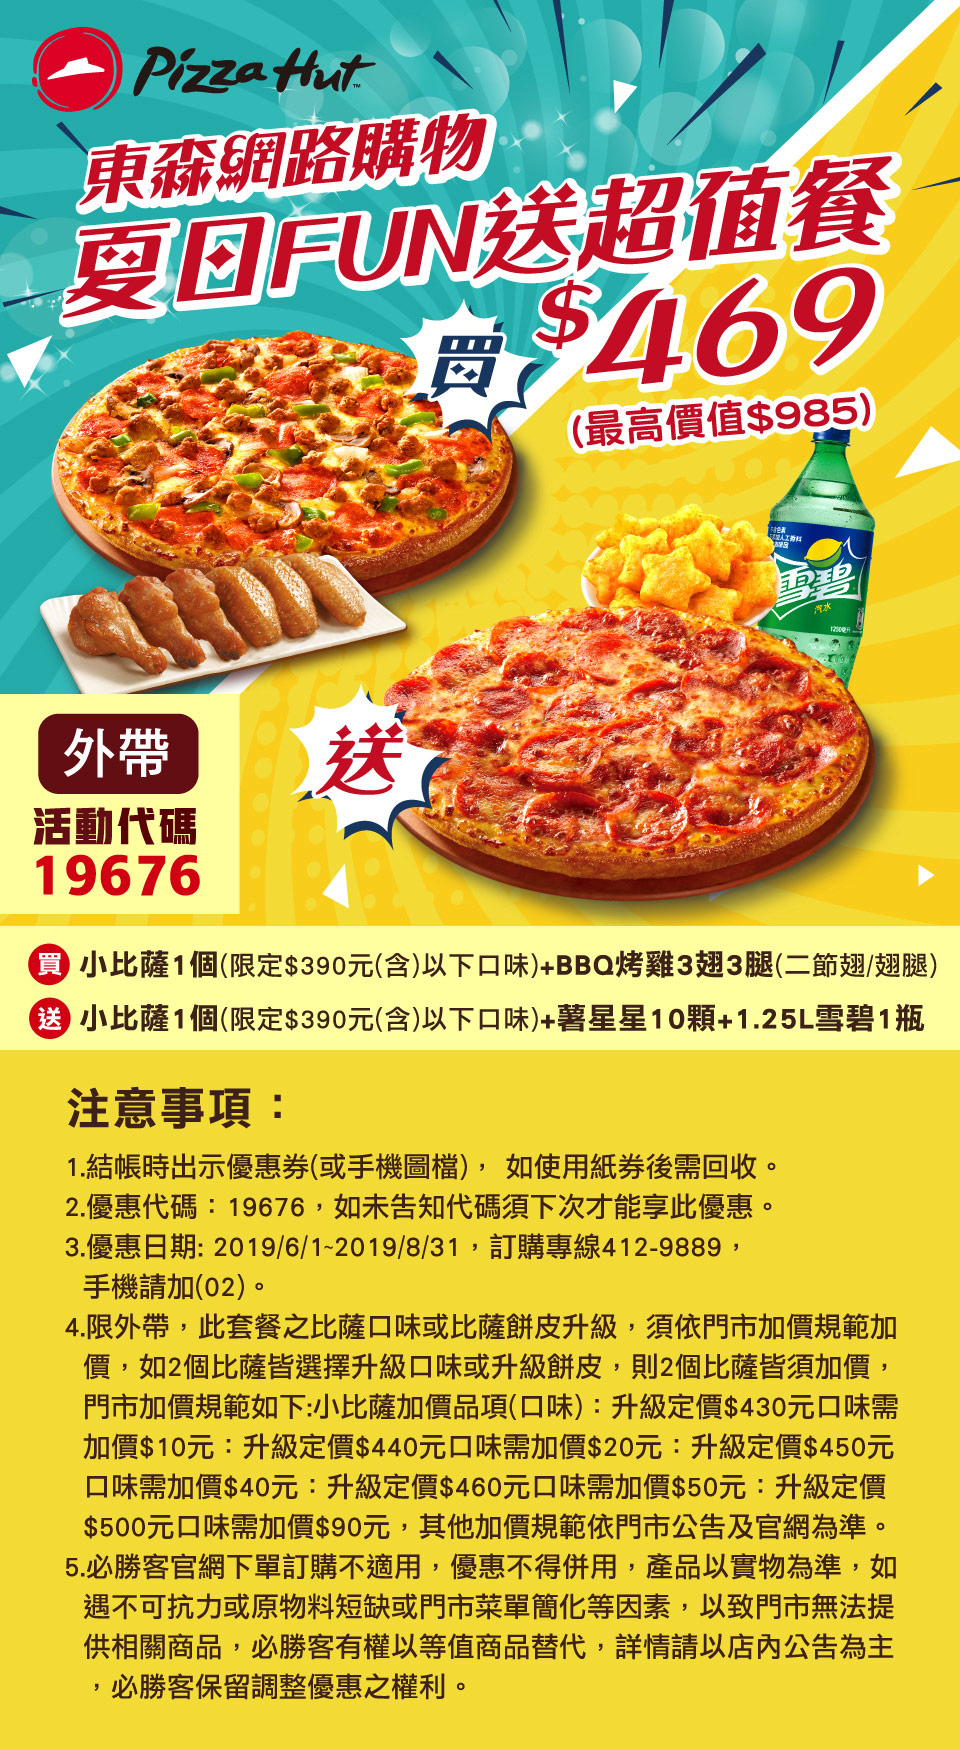 Pizza Hut™
東森網路購物
夏日FUN送超值餐
$469
買
(最高價值$985)
雪碧
汽水
外帶
送
活動代碼
19676
買 小比薩1個(限定$390元(含)以下口味)+BBQ烤雞3翅3腿(二節翅/翅腿)
送 小比薩1個(限定$390元(含)以下口味)+薯星星10顆+1.25L雪碧1瓶
注意事項：
1.結帳時出示優惠券(或手機圖檔)， 如使用紙券後需回收。
2.優惠代碼：19676，如未告知代碼須下次才能享此優惠。
3.優惠日期: 2019/6/1~2019/8/31，訂購專線412-9889，
手機請加(02)。
4.限外帶，此套餐之比薩口味或比薩餅皮升級，須依門市加價規範加
價，如2個比薩皆選擇升級口味或升級餅皮，則2個比薩皆須加價，
門市加價規範如下:小比薩加價品項(口味)：升級定價$430元口味需
加價$10元：升級定價$440元口味需加價$20元：升級定價$450元
口味需加價$40元：升級定價$460元口味需加價$50元：升級定價
$500元口味需加價$90元，其他加價規範依門市公告及官網為準。
5.必勝客官網下單訂購不適用，優惠不得併用，產品以實物為準，如
遇不可抗力或原物料短缺或門市菜單簡化等因素，以致門市無法提
供相關商品，必勝客有權以等值商品替代，詳情請以店內公告為主
，必勝客保留調整優惠之權利。